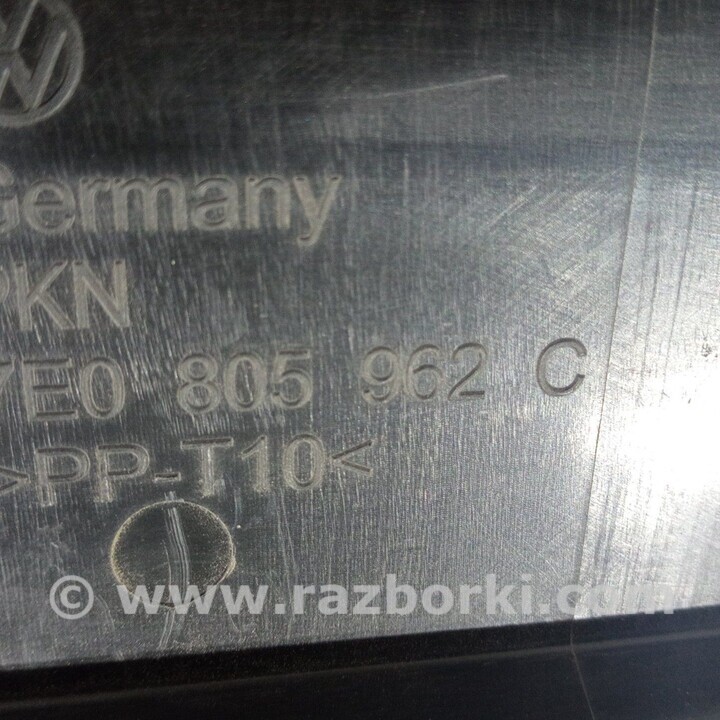 Germany
PKN
7E0 805 962 C
>PP-T10<
© www.razborki.com